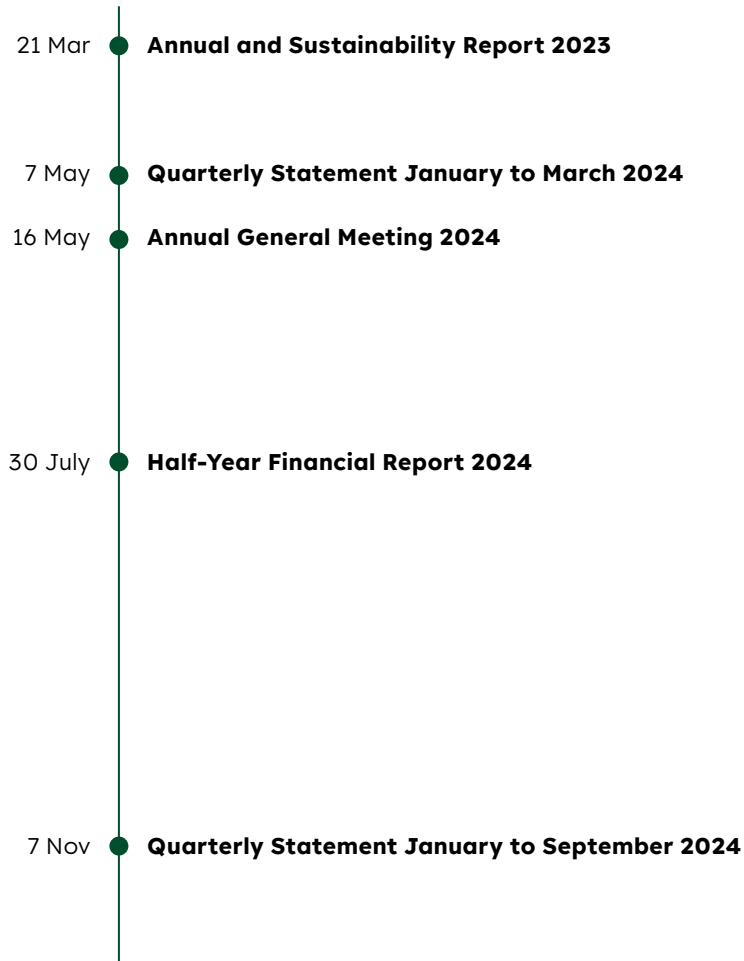 21 Mar Annual and Sustainability Report 2023
7 May Quarterly Statement January to March 2024
16 May Annual General Meeting 2024
30 July Half-Year Financial Report 2024
7 Nov Quarterly Statement January to September 2024